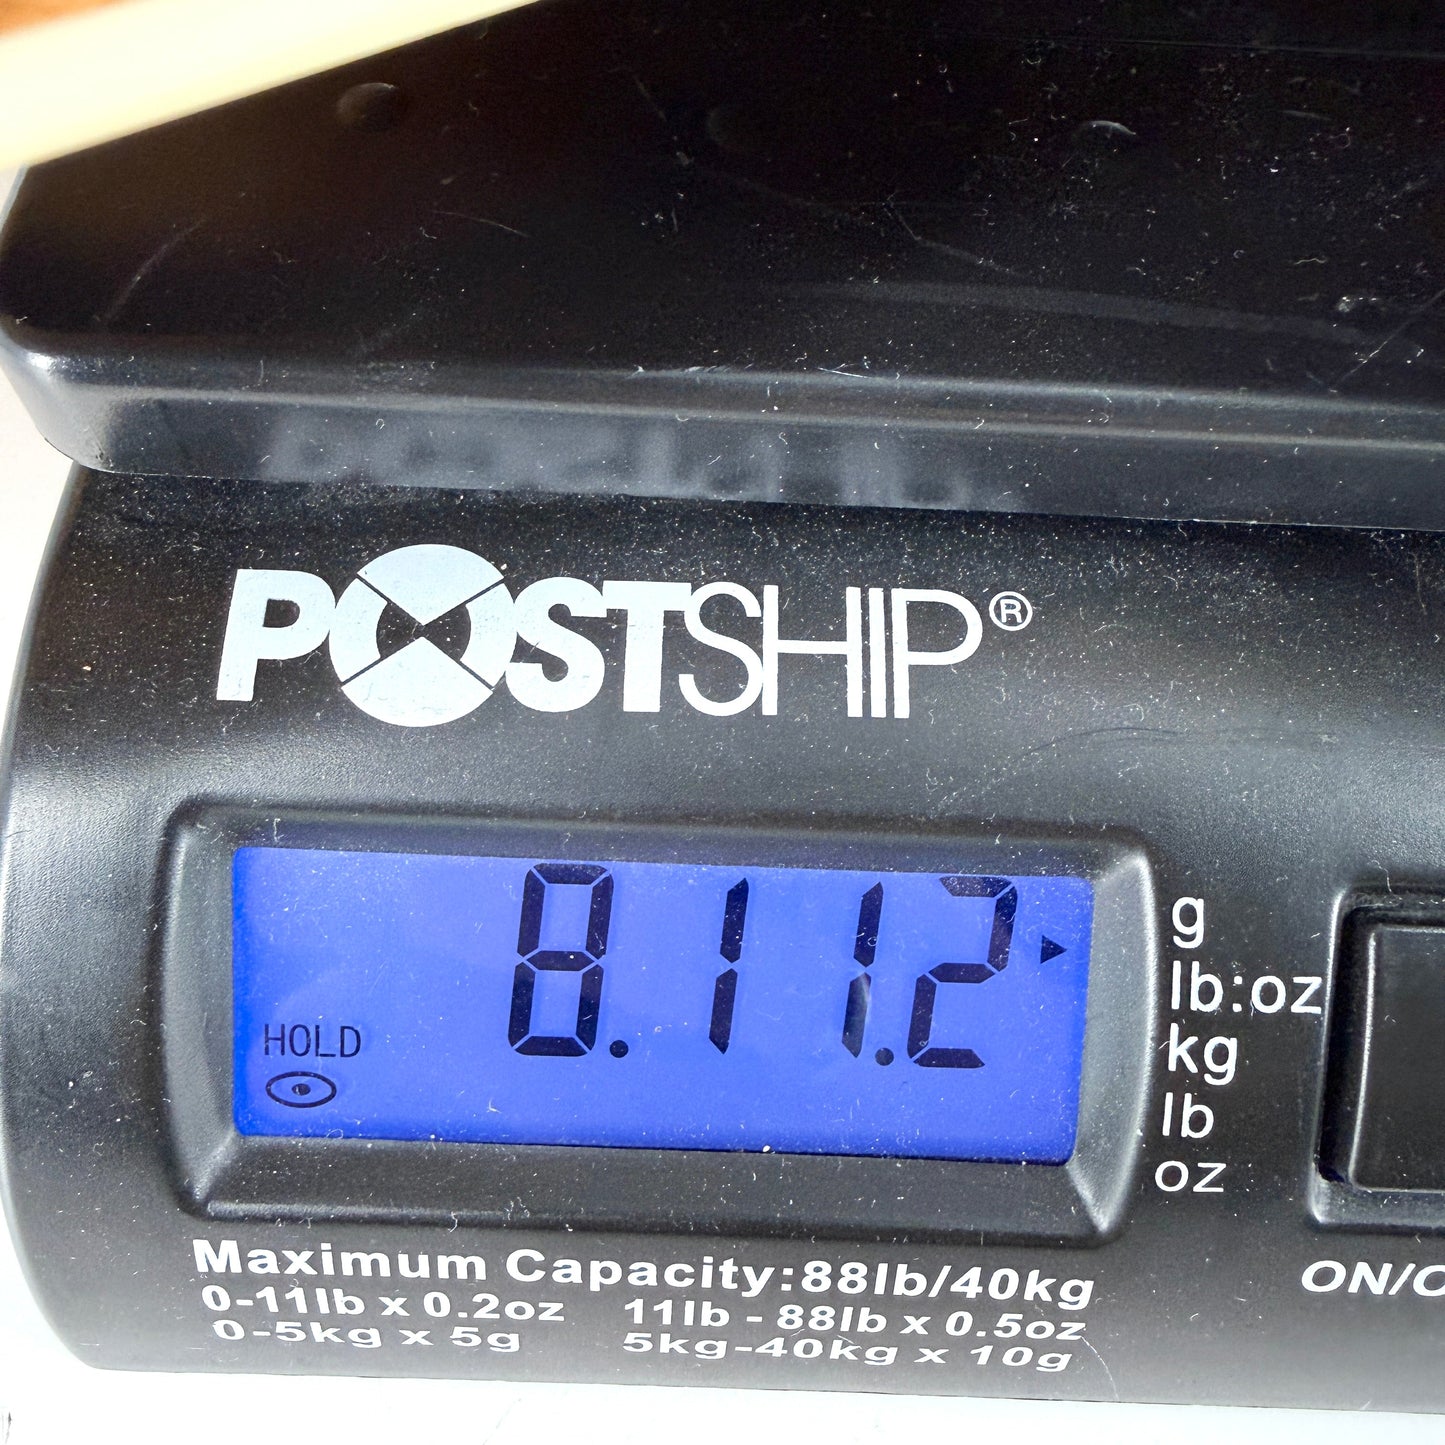 POSTSHIP®
8.11.2
HOLD
g
lb:oz
kg
lb
oz
Maximum Capacity:88lb/40kg
0-11lb x 0.2oz 11lb - 88lb x 0.5oz
0-5kg x 5g 5kg-40kg x 10g